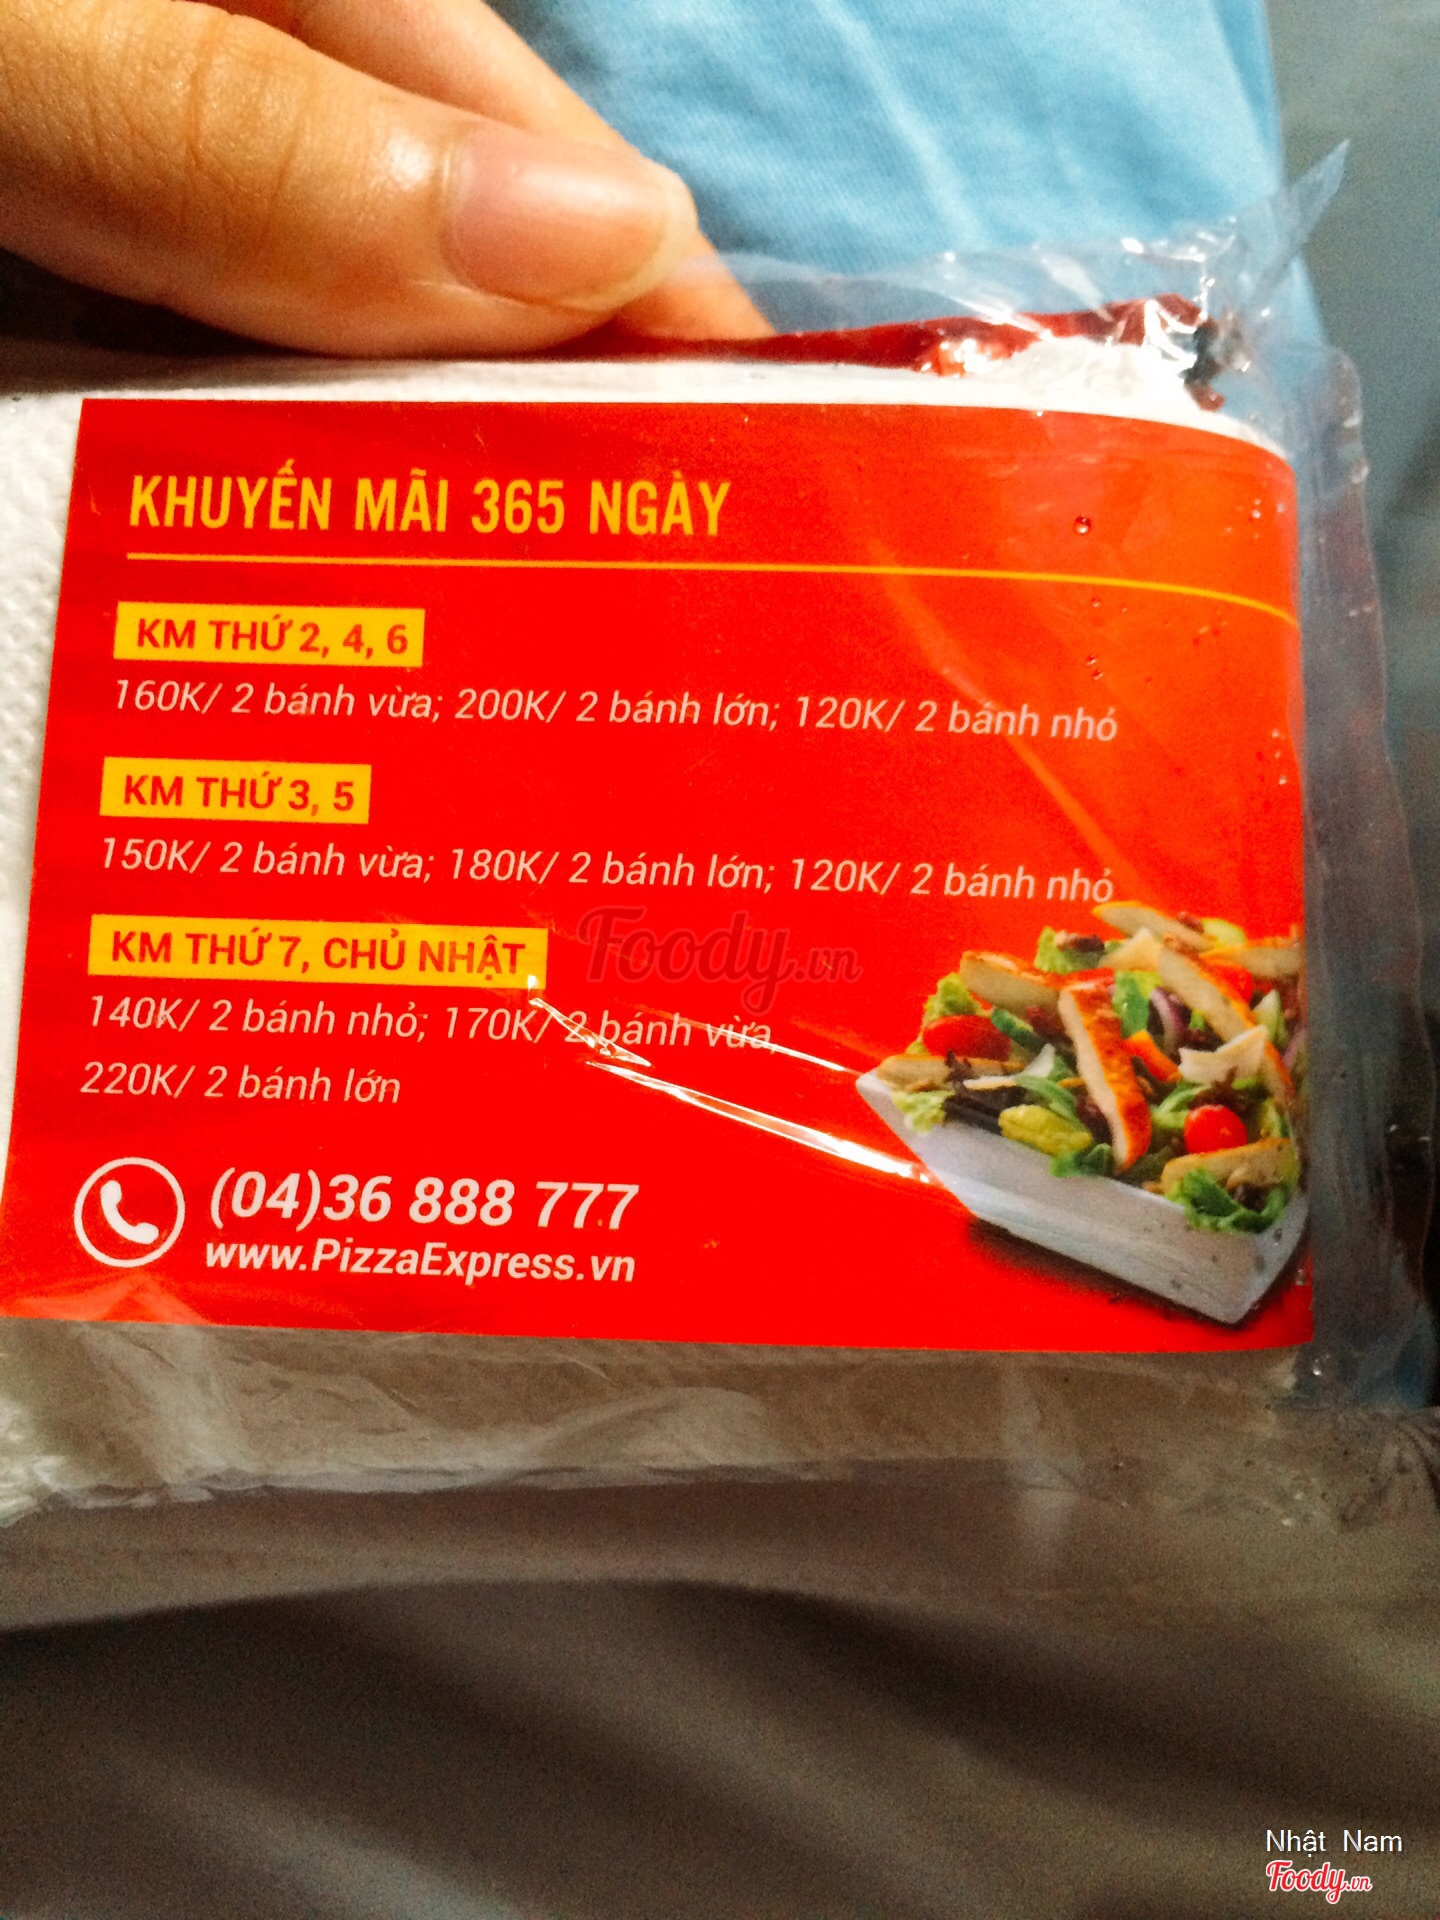 KHUYẾN MÃI 365 NGÀY
KM THỨ 2, 4, 6
160K/ 2 bánh vừa; 200K/ 2 bánh lớn; 120K/ 2 bánh nhỏ
KM THỨ 3, 5
150K/ 2 bánh vừa; 180K/ 2 bánh lớn; 120K/ 2 bánh nhỏ
KM THỨ 7, CHỦ NHẬT
Foody.vn
140K/ 2 bánh nhỏ; 170K/ 2 bánh vừa,
220K/ 2 bánh lớn
(04)36 888 777
www.PizzaExpress.vn
Nhật Nam
Foody.vn